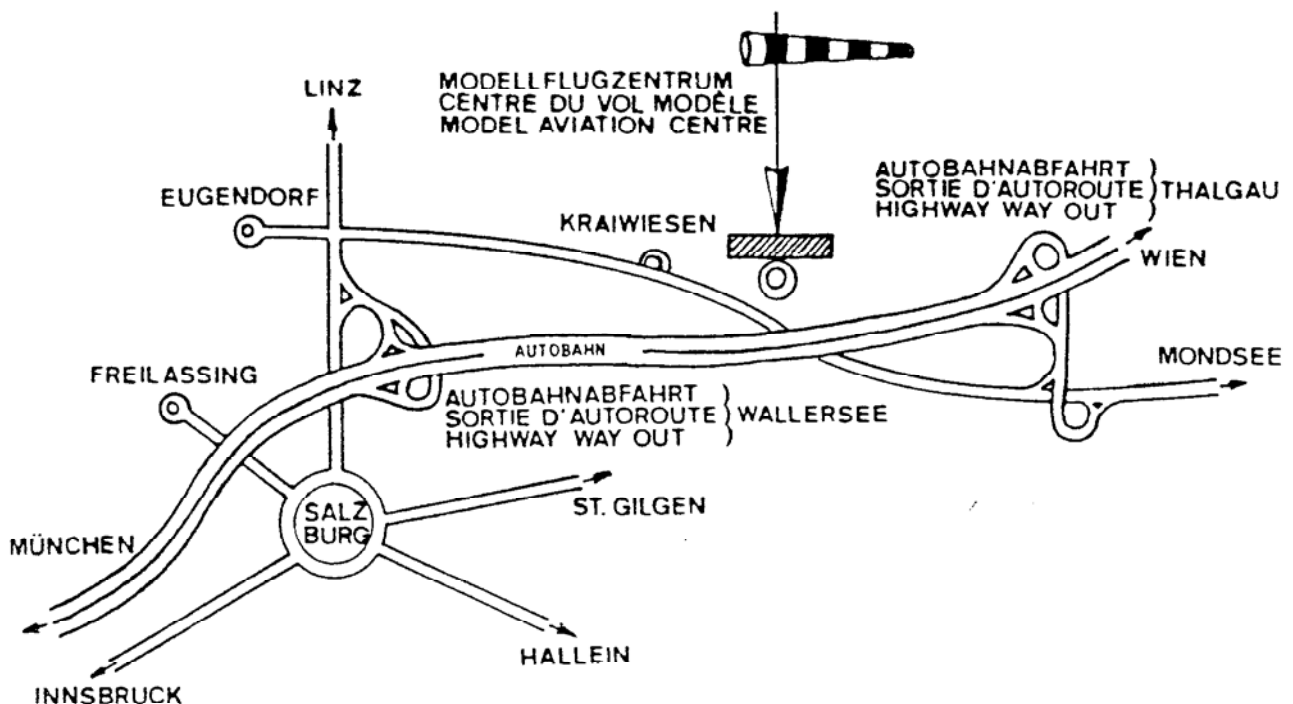 LINZ
MODELLFLUGZENTRUM
CENTRE DU VOL MODÈLE
MODEL AVIATION CENTRE
EUGENDORF
KRAIWIESEN
AUTOBAHNABFAHRT
SORTIE D'AUTOROUTE } THALGAU
HIGHWAY WAY OUT
WIEN
AUTOBAHN
MONDSEE
FREILASSING
AUTOBAHNABFAHRT
SORTIE D'AUTOROUTE } WALLERSEE
HIGHWAY WAY OUT
ST. GILGEN
SALZ
BURG
MÜNCHEN
HALLEIN
INNSBRUCK